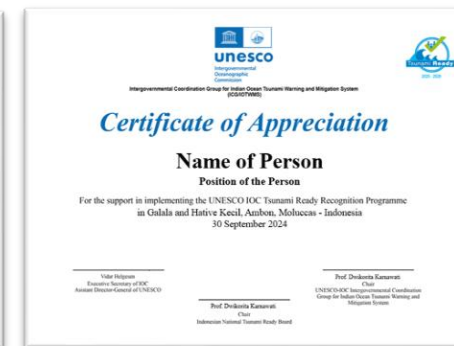 unesco
Intergovernmental
Oceanographic
Commission
Tsunami Ready
Intergovernmental Coordination Group for Indian Ocean Tsunami Warning and Mitigation System
(ICG/IOTWMS)
Certificate of Appreciation
Name of Person
Position of the Person
For the support in implementing the UNESCO IOC Tsunami Ready Recognition Programme
in Galala and Hative Kecil, Ambon, Moluccas - Indonesia
30 September 2024
Vidar Helgesen
Executive Secretary of IOC
Assistant Director-General of UNESCO
Prof. Dwikorita Karnawati
Chair
Indonesian National Tsunami Ready Board
Prof. Dwikorita Karnawati
Chair
UNESCO-IOC Intergovernmental Coordination
Group for Indian Ocean Tsunami Warning and
Mitigation System